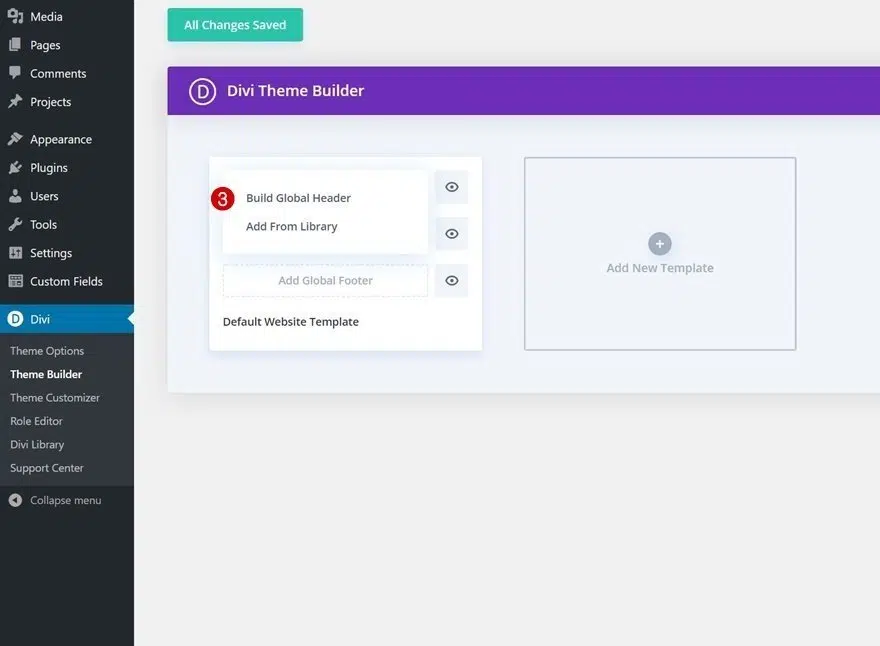 Media
Pages
Comments
Projects
Appearance
Plugins
Users
Tools
Settings
Custom Fields
D Divi
Theme Options
Theme Builder
Theme Customizer
Role Editor
Divi Library
Support Center
Collapse menu
All Changes Saved
D Divi Theme Builder
3 Build Global Header
Add From Library
Add Global Footer
Default Website Template
+
Add New Template